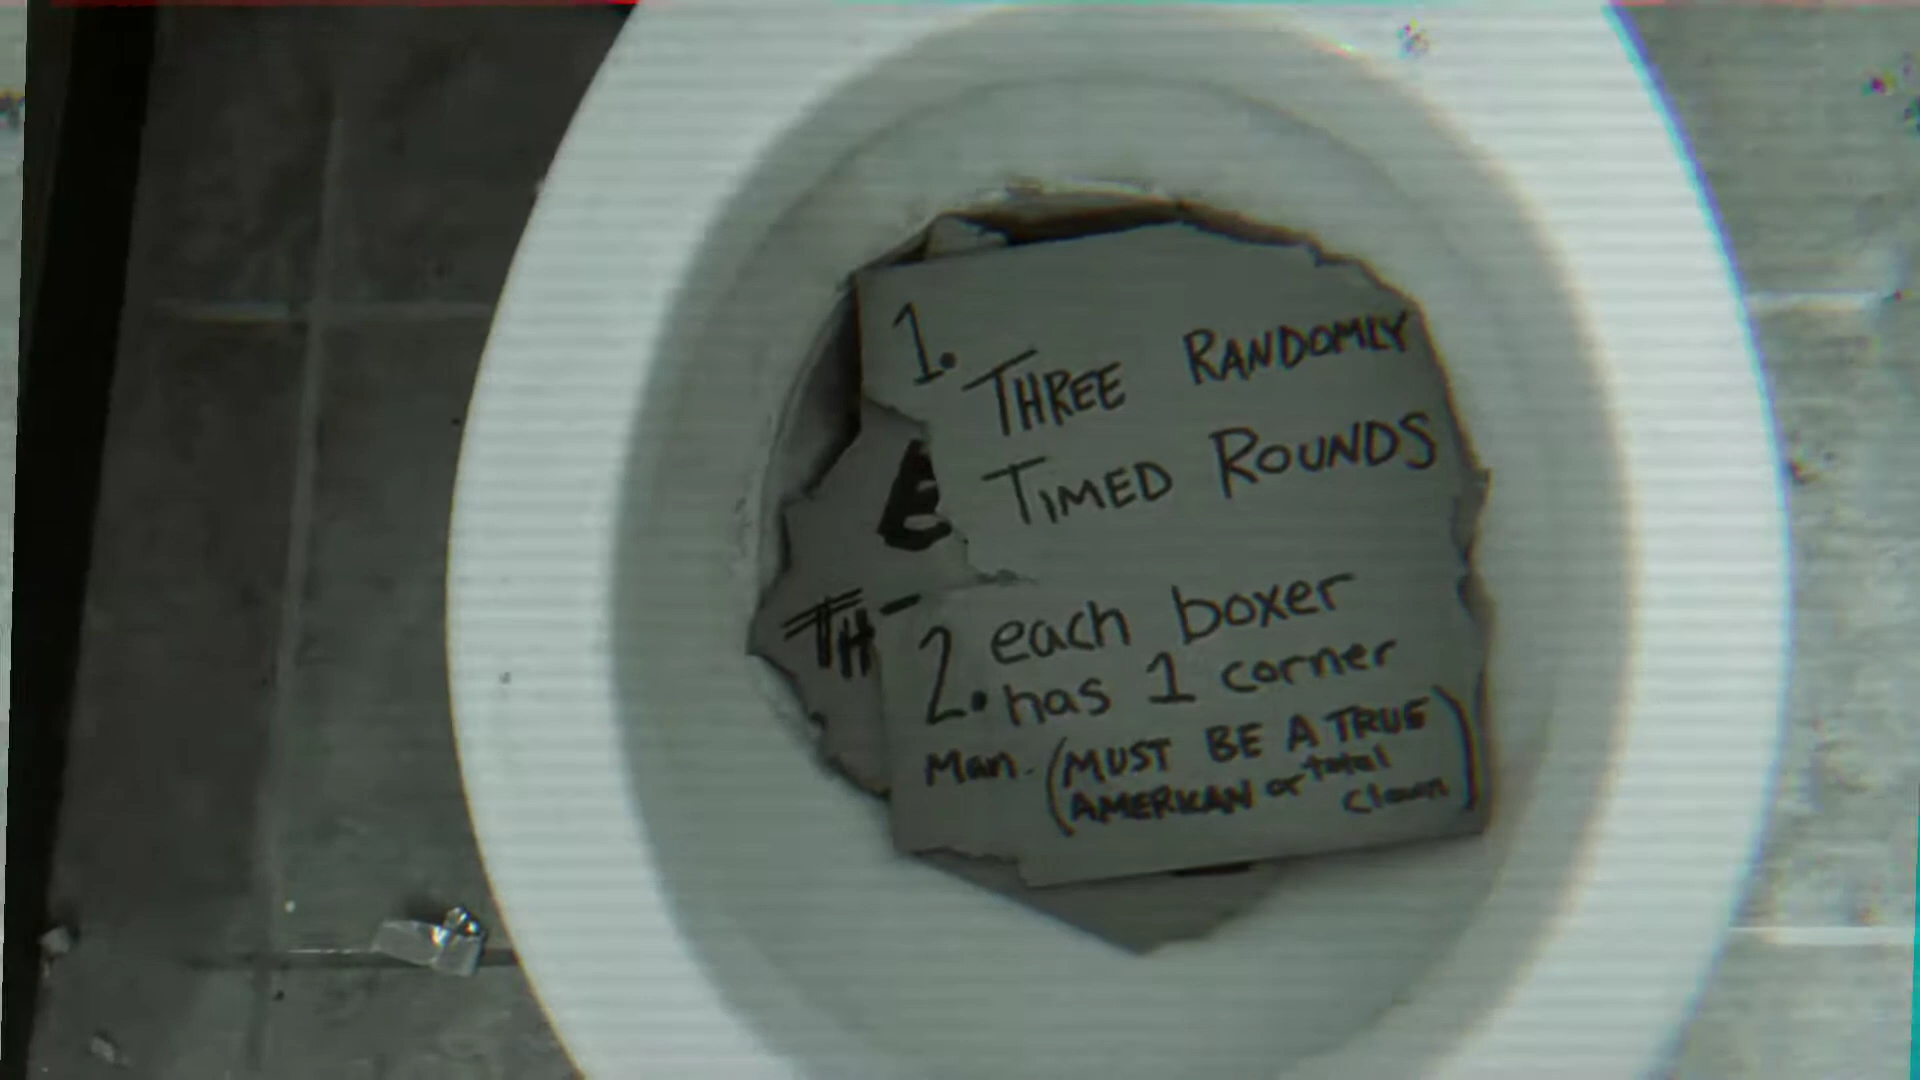 1.
THREE RANDOMLY
TIMED ROUNDS
TH-
2. each boxer
has 1 corner
Man. (MUST BE A TRUE
AMERICAN or total
clown)